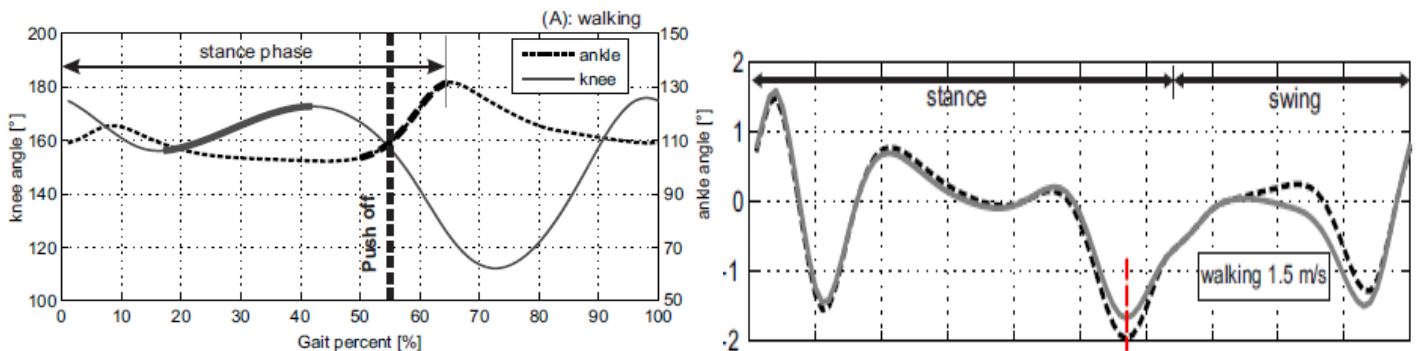 (A): walking
200
180
160
140
120
100
knee angle [°]
stance phase
ankle
knee
Push off
150
130
110
90
70
50
ankle angle [°]
0 10 20 30 40 50 60 70 80 90 100
Gait percent [%]
2
1
0
-1
-2
stance
swing
walking 1.5 m/s